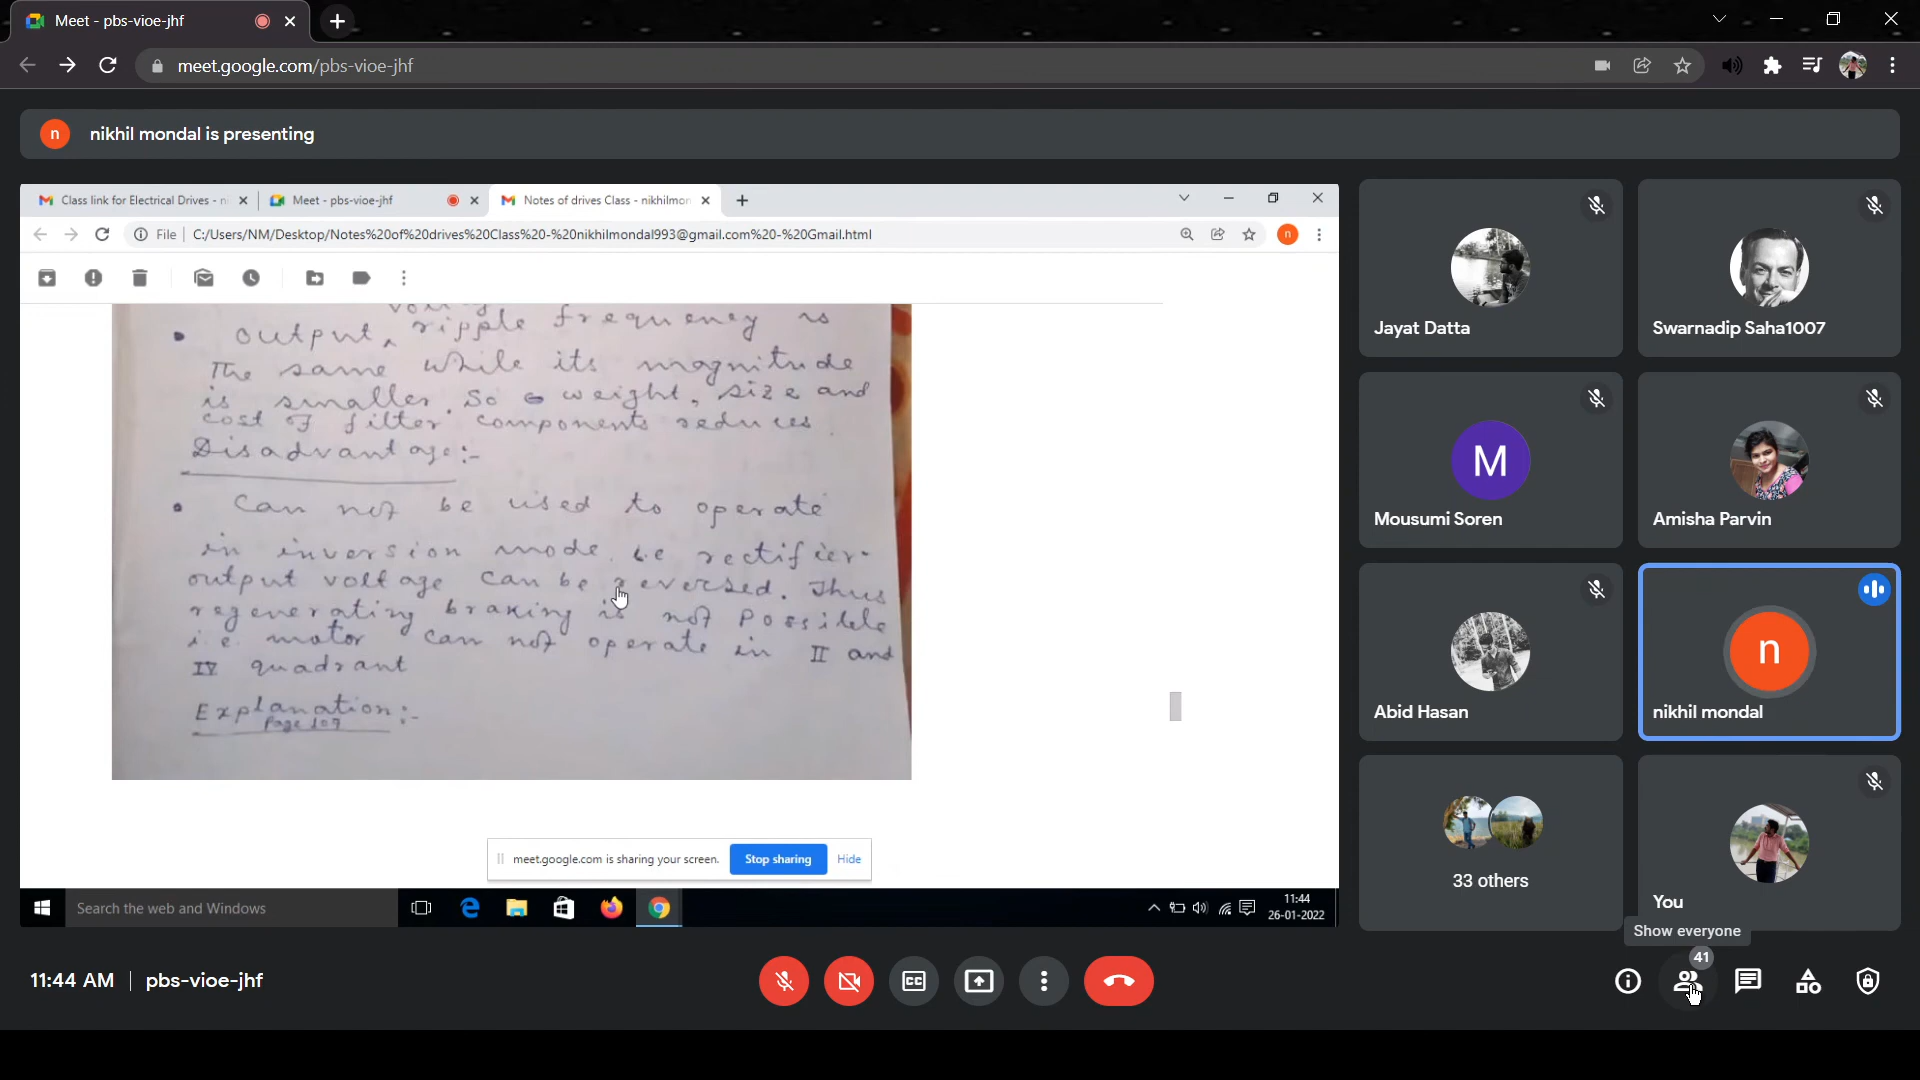 Meet - pbs-vioe-jhf
meet.google.com/pbs-vioe-jhf
n nikhil mondal is presenting
Class link for Electrical Drives - n
Meet - pbs-vioe-jhf
Notes of drives Class - nikhilmon
File | C:/Users/NM/Desktop/Notes%20of%20drives%20Class%20-%20nikhilmondal993@gmail.com%20-%20Gmail.html
n
output ripple frequency is
The same while its magnitude
is smaller. So weight, size and
cost of filter components reduces.
Disadvantage:-
• Can not be used to operate
in inversion mode. i.e rectifier-
output voltage can be reversed. Thus
regenerating braking is not possible
i.e. motor can not operate in II and
IV quadrant
Explanation:-
Page 109
meet.google.com is sharing your screen.
Stop sharing
Hide
Search the web and Windows
11:44
26-01-2022
Jayat Datta
Swarnadip Saha1007
M
Mousumi Soren
Amisha Parvin
Abid Hasan
n
nikhil mondal
33 others
You
Show everyone
11:44 AM | pbs-vioe-jhf
CC
41